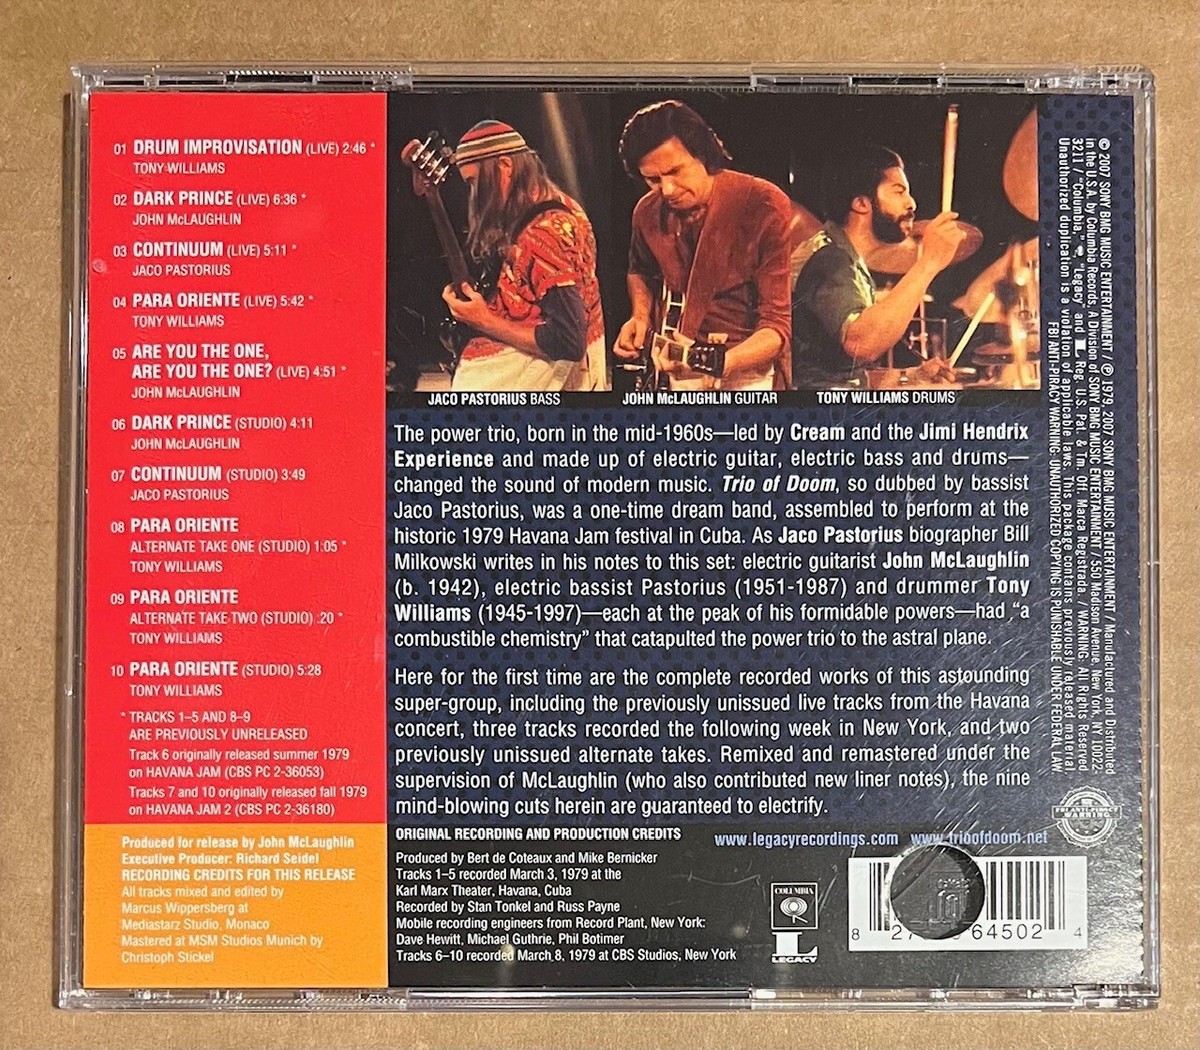 01 DRUM IMPROVISATION (LIVE) 2:46 *
TONY WILLIAMS
02 DARK PRINCE (LIVE) 6:36 *
JOHN McLAUGHLIN
03 CONTINUUM (LIVE) 5:11 *
JACO PASTORIUS
04 PARA ORIENTE (LIVE) 5:42 *
TONY WILLIAMS
05 ARE YOU THE ONE,
ARE YOU THE ONE? (LIVE) 4:51 *
JOHN McLAUGHLIN
06 DARK PRINCE (STUDIO) 4:11
JOHN McLAUGHLIN
07 CONTINUUM (STUDIO) 3:49
JACO PASTORIUS
08 PARA ORIENTE
ALTERNATE TAKE ONE (STUDIO) 1:05 *
TONY WILLIAMS
09 PARA ORIENTE
ALTERNATE TAKE TWO (STUDIO) :20 *
TONY WILLIAMS
10 PARA ORIENTE (STUDIO) 5:28
TONY WILLIAMS
* TRACKS 1–5 AND 8–9
ARE PREVIOUSLY UNRELEASED
Track 6 originally released summer 1979
on HAVANA JAM (CBS PC 2-36053)
Tracks 7 and 10 originally released fall 1979
on HAVANA JAM 2 (CBS PC 2-36180)
Produced for release by John McLaughlin
Executive Producer: Richard Seidel
RECORDING CREDITS FOR THIS RELEASE
All tracks mixed and edited by
Marcus Wippersberg at
Mediastarz Studio, Monaco
Mastered at MSM Studios Munich by
Christoph Stickel
JACO PASTORIUS BASS
JOHN McLAUGHLIN GUITAR
TONY WILLIAMS DRUMS
The power trio, born in the mid-1960s—led by Cream and the Jimi Hendrix
Experience and made up of electric guitar, electric bass and drums—
changed the sound of modern music. Trio of Doom, so dubbed by bassist
Jaco Pastorius, was a one-time dream band, assembled to perform at the
historic 1979 Havana Jam festival in Cuba. As Jaco Pastorius biographer Bill
Milkowski writes in his notes to this set: electric guitarist John McLaughlin
(b. 1942), electric bassist Pastorius (1951-1987) and drummer Tony
Williams (1945-1997)—each at the peak of his formidable powers—had "a
combustible chemistry" that catapulted the power trio to the astral plane.
Here for the first time are the complete recorded works of this astounding
super-group, including the previously unissued live tracks from the Havana
concert, three tracks recorded the following week in New York, and two
previously unissued alternate takes. Remixed and remastered under the
supervision of McLaughlin (who also contributed new liner notes), the nine
mind-blowing cuts herein are guaranteed to electrify.
ORIGINAL RECORDING AND PRODUCTION CREDITS
Produced by Bert de Coteaux and Mike Bernicker
Tracks 1–5 recorded March 3, 1979 at the
Karl Marx Theater, Havana, Cuba
Recorded by Stan Tonkel and Russ Payne
Mobile recording engineers from Record Plant, New York:
Dave Hewitt, Michael Guthrie, Phil Botimer
Tracks 6–10 recorded March 8, 1979 at CBS Studios, New York
www.legacyrecordings.com www.trioofdoom.net
COLUMBIA
L
LEGACY
8 27 64502 4
© 2007 SONY BMG MUSIC ENTERTAINMENT / ℗ 1979, 2007 SONY BMG MUSIC ENTERTAINMENT / Manufactured and Distributed
in the U.S.A. by Columbia Records, A Division of SONY BMG MUSIC ENTERTAINMENT / 550 Madison Avenue, New York, NY 10022-
3211 / "Columbia," "Legacy" and L Reg. U.S. Pat. & Tm. Off. Marca Registrada. / WARNING: All Rights Reserved.
Unauthorized duplication is a violation of applicable laws. This package contains previously released material.
FBI ANTI-PIRACY WARNING: UNAUTHORIZED COPYING IS PUNISHABLE UNDER FEDERAL LAW
FBI ANTI-PIRACY
WARNING